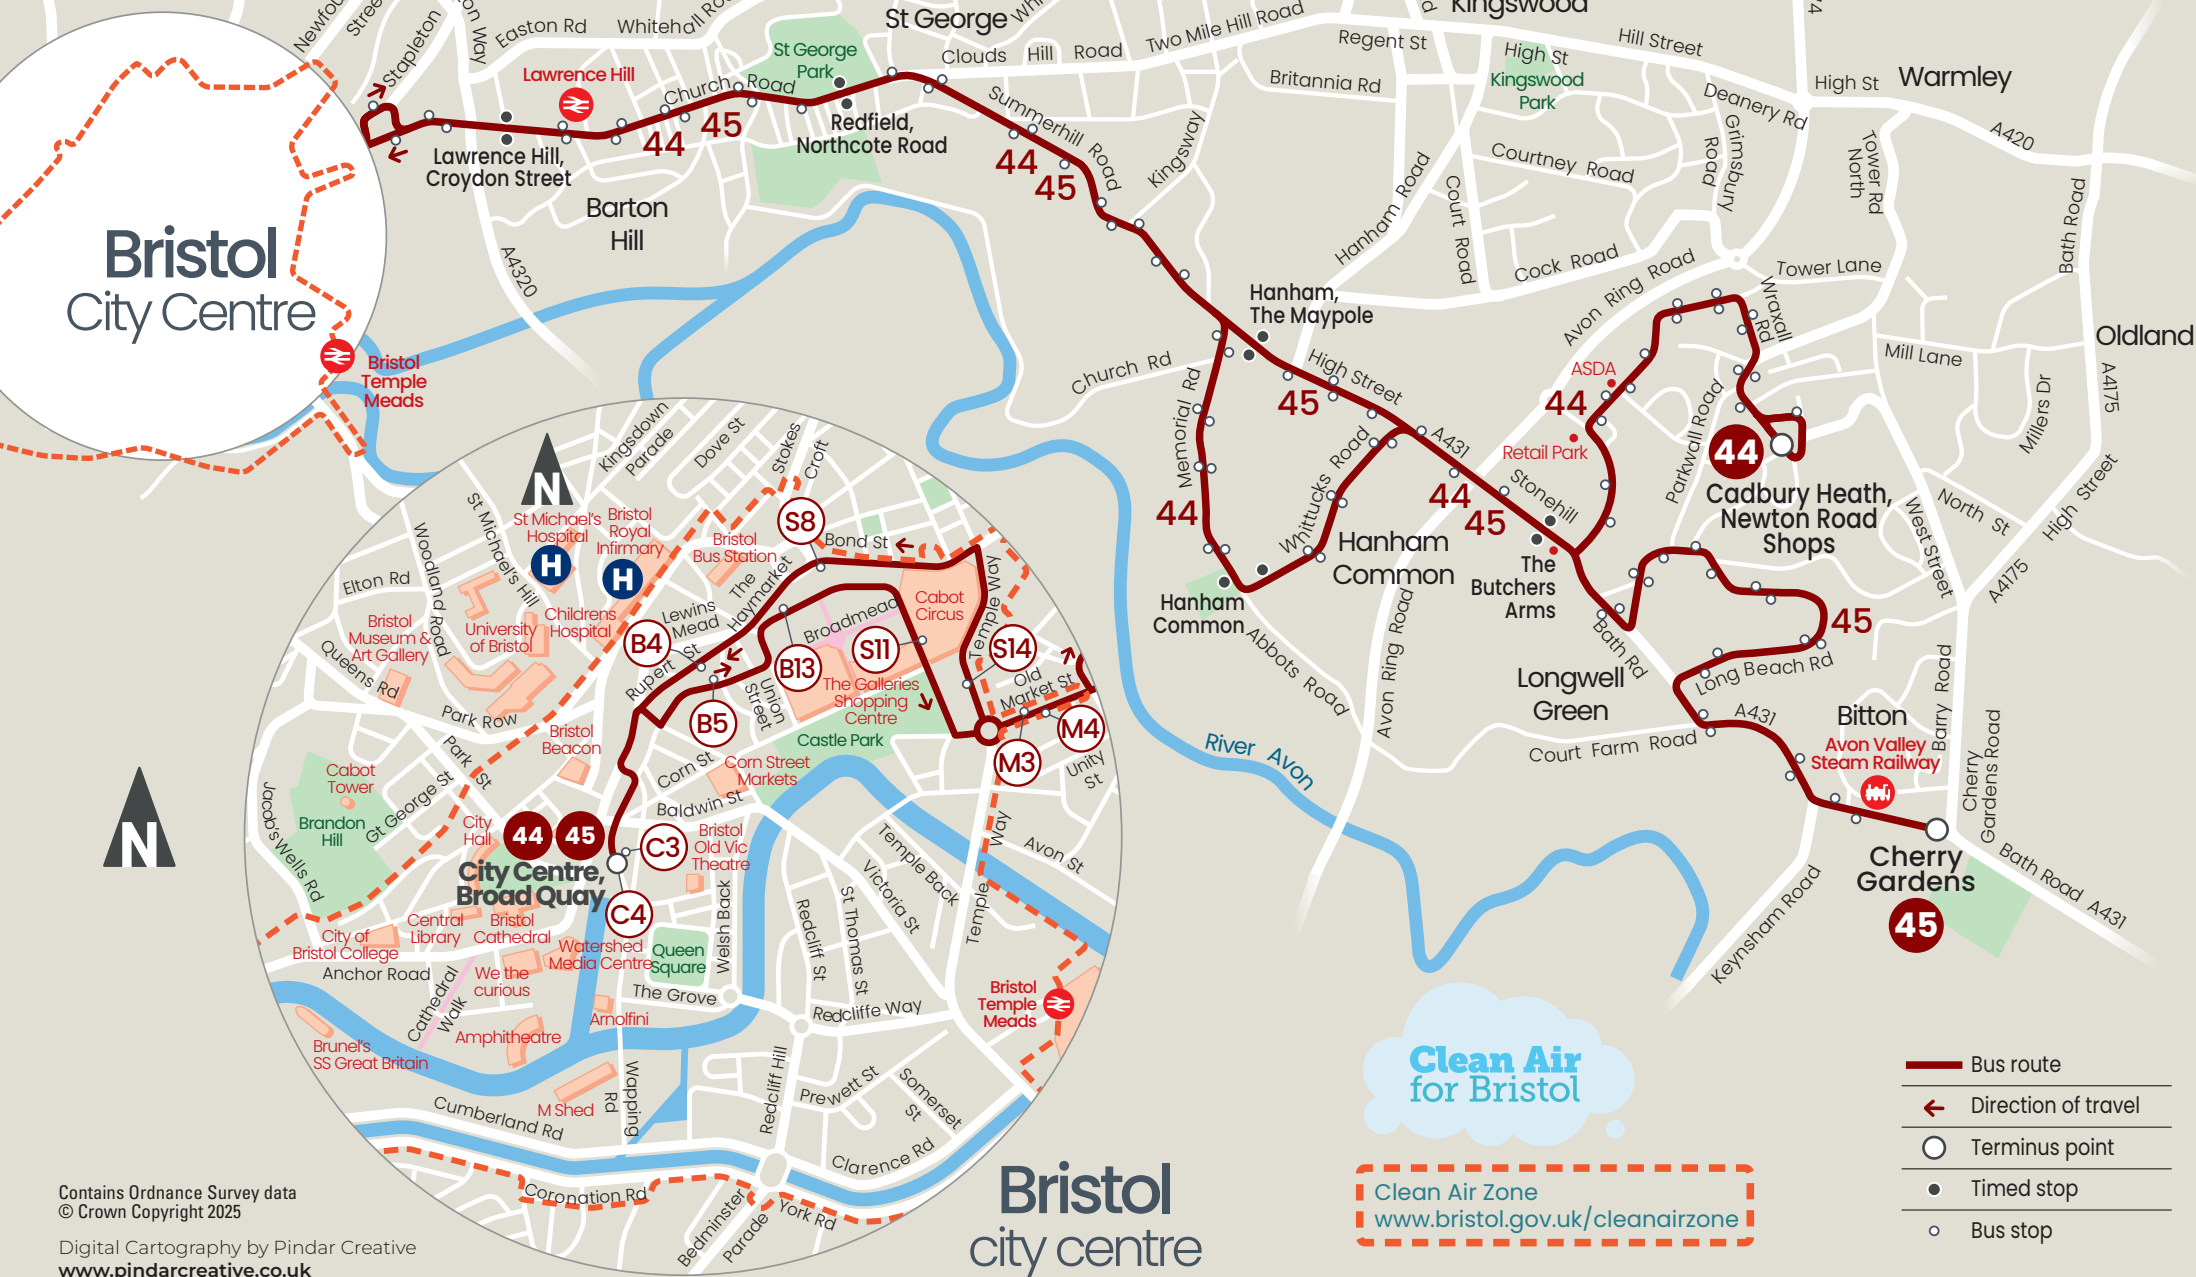 Stapleton
on Way
Easton Rd
Whitehall Ro
St George
Clouds Hill Road
Two Mile Hill Road
Kingswood
Regent St
High St
Hill Street
Britannia Rd
Kingswood
Park
High St
Warmley
Deanery Rd
A420
Lawrence Hill
St George
Park
Church Road
Redfield,
Northcote Road
Lawrence Hill,
Croydon Street
44
45
Summerhill Road
44
45
Kingsway
Courtney Road
Grimsbury
Road
Tower Rd
North
Bath Road
Barton
Hill
A4320
Hanham Road
Court Road
Cock Road
Avon Ring Road
Tower Lane
Wraxall
Rd
Bristol
City Centre
Bristol
Temple
Meads
Hanham,
The Maypole
Church Rd
High Street
45
Memorial Rd
44
Whittucks Road
A431
44
45
Stonehill
ASDA
44
Retail Park
Parkwall Road
44
Cadbury Heath,
Newton Road
Shops
Mill Lane
Oldland
A4175
Millers Dr
North St
High Street
West Street
A4175
Hanham
Common
Hanham
Common
Abbots Road
Avon Ring Road
The
Butchers
Arms
Bath Rd
45
Longwell
Green
Long Beach Rd
A431
Court Farm Road
Bitton
Avon Valley
Steam Railway
Barry Road
Cherry
Gardens Road
Cherry
Gardens
45
Bath Road A431
Keynsham Road
River Avon
N
N
Kingsdown
Parade
Dove St
Stokes
Croft
St Michael's Hill
Woodland Road
St Michael's
Hospital
H
Bristol
Royal
Infirmary
H
Bristol
Bus Station
S8
Bond St
Elton Rd
Bristol
Museum &
Art Gallery
University
of Bristol
Childrens
Hospital
Lewins
Mead
The
Haymarket
Cabot
Circus
Temple Way
Broadmead
B4
B13
S11
S14
Queens Rd
Park Row
Rupert St
B5
Union
Street
The Galleries
Shopping
Centre
Old
Market St
M4
M3
Unity
St
Castle Park
Bristol
Beacon
Park St
Corn St
Corn Street
Markets
Baldwin St
Cabot
Tower
Brandon
Hill
Jacob's Wells Rd
Gt George St
City
Hall
44
45
City Centre,
Broad Quay
C3
C4
Bristol
Old Vic
Theatre
Temple Back
Victoria St
Temple Way
Avon St
St Thomas St
Redcliff St
Welsh Back
Central
Library
Bristol
Cathedral
City of
Bristol College
Anchor Road
Cathedral
Walk
We the
curious
Watershed
Media Centre
Queen
Square
The Grove
Redcliffe Way
Bristol
Temple
Meads
Arnolfini
Amphitheatre
Brunel's
SS Great Britain
M Shed
Wapping
Rd
Cumberland Rd
Redcliff Hill
Prewett St
Somerset
St
Clarence Rd
Coronation Rd
Bedminster
Parade
York Rd
Bristol
city centre
Clean Air
for Bristol
Clean Air Zone
www.bristol.gov.uk/cleanairzone
Bus route
Direction of travel
Terminus point
Timed stop
Bus stop
Contains Ordnance Survey data
© Crown Copyright 2025
Digital Cartography by Pindar Creative
www.pindarcreative.co.uk